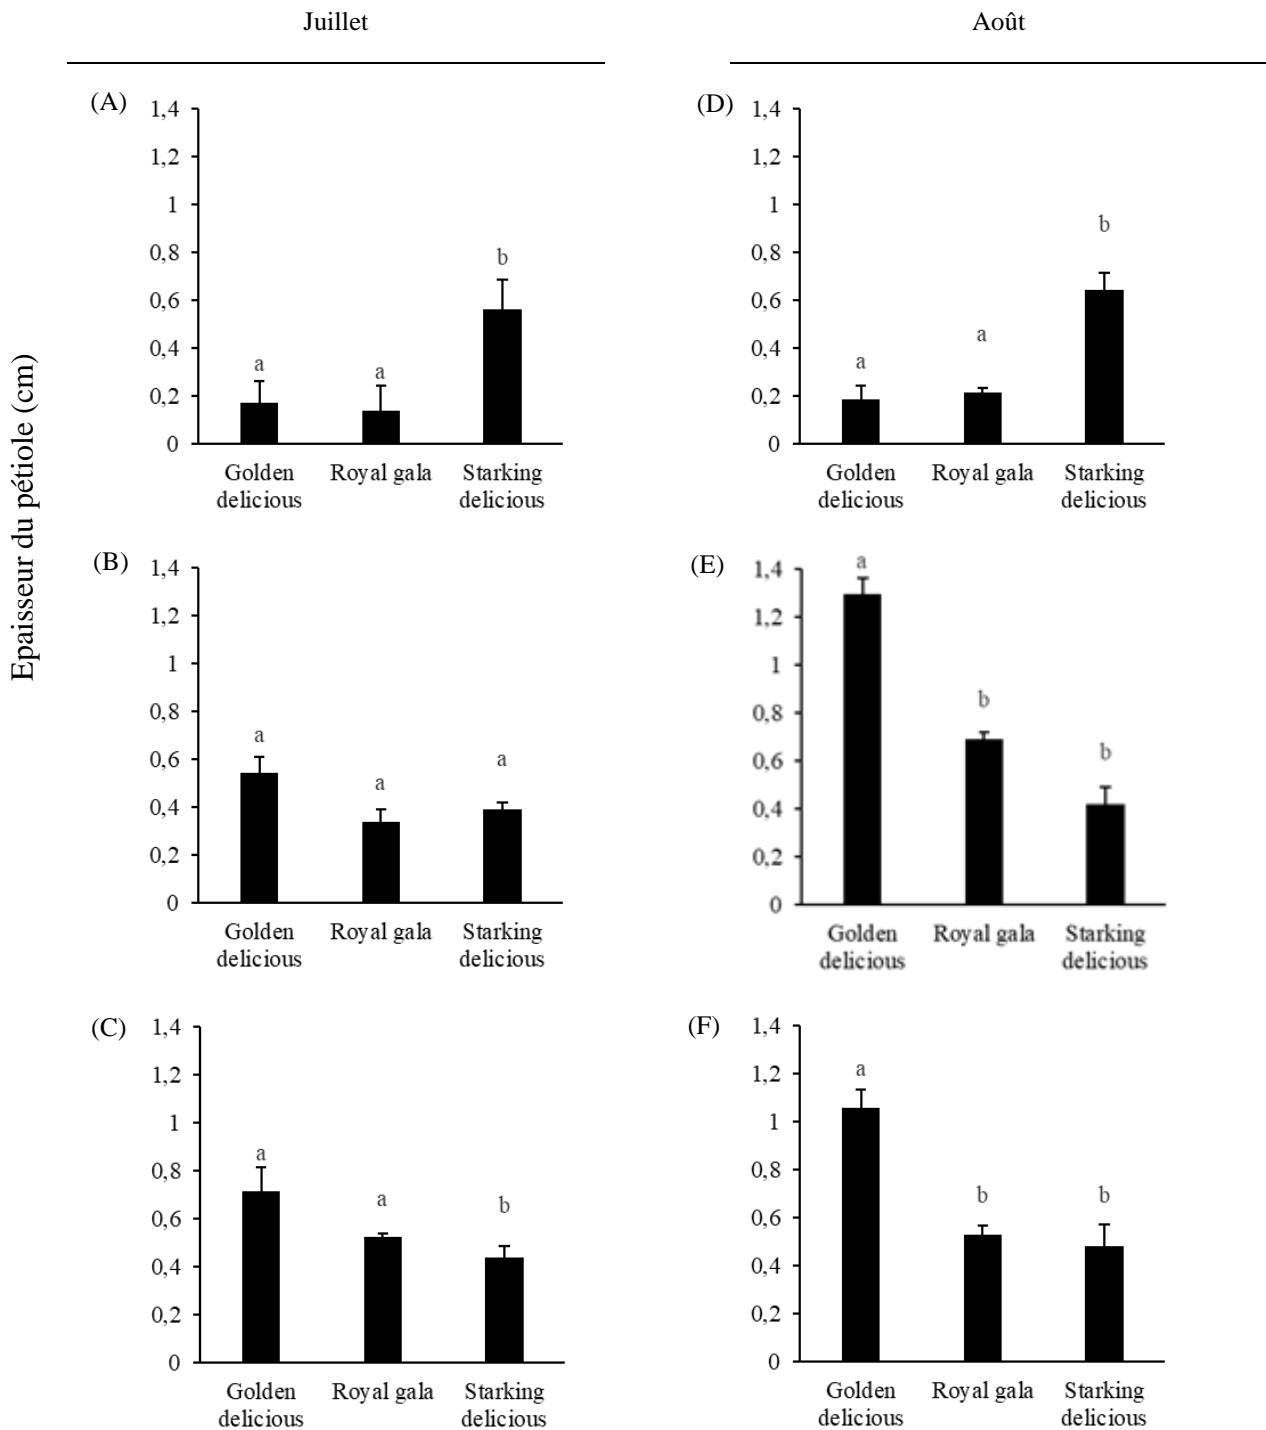 Juillet
Août
Epaisseur du pétiole (cm)
(A)
1,4
1,2
1
0,8
0,6
0,4
0,2
0
a
a
b
Golden delicious
Royal gala
Starking delicious
(D)
1,4
1,2
1
0,8
0,6
0,4
0,2
0
a
a
b
Golden delicious
Royal gala
Starking delicious
(B)
1,4
1,2
1
0,8
0,6
0,4
0,2
0
a
a
a
Golden delicious
Royal gala
Starking delicious
(E)
1,4
1,2
1
0,8
0,6
0,4
0,2
0
a
b
b
Golden delicious
Royal gala
Starking delicious
(C)
1,4
1,2
1
0,8
0,6
0,4
0,2
0
a
a
b
Golden delicious
Royal gala
Starking delicious
(F)
1,4
1,2
1
0,8
0,6
0,4
0,2
0
a
b
b
Golden delicious
Royal gala
Starking delicious